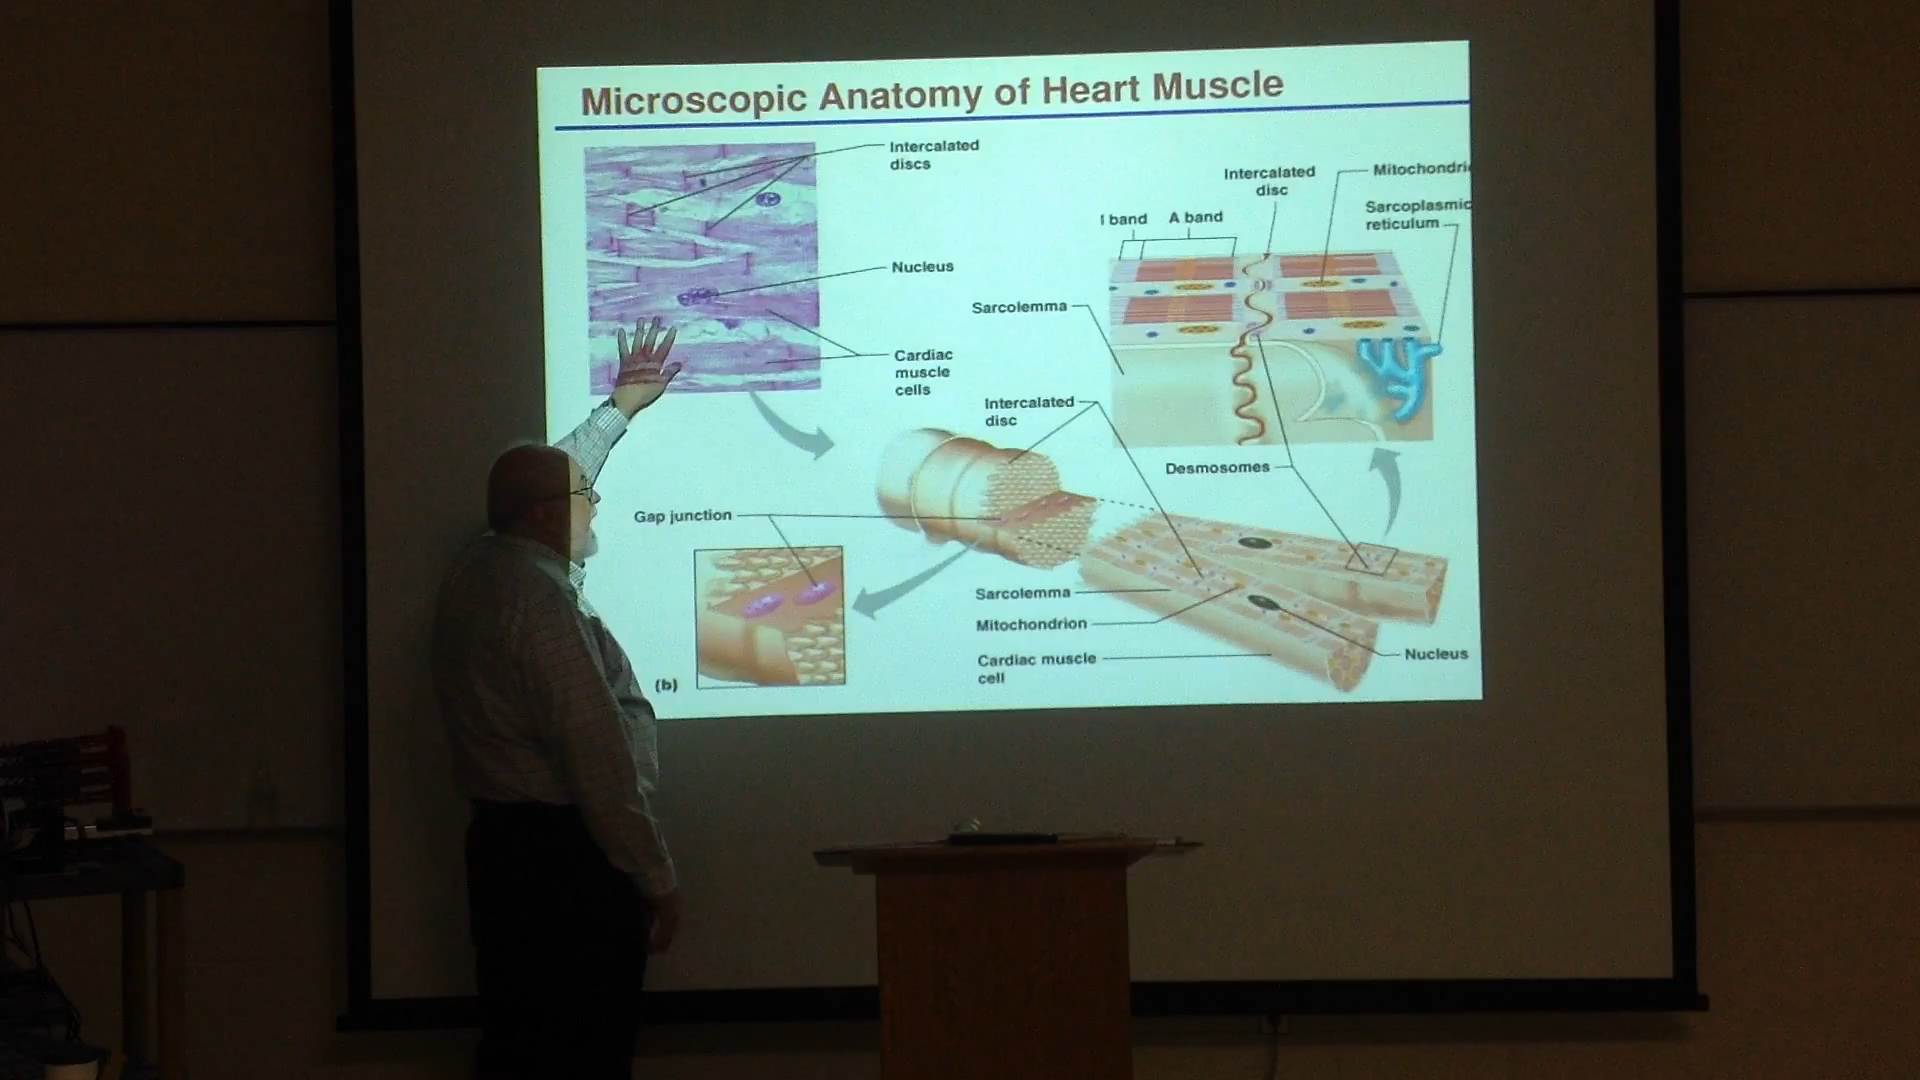 Microscopic Anatomy of Heart Muscle
Intercalated
discs
Nucleus
Cardiac
muscle
cells
Intercalated
disc
Mitochondri
Sarcoplasmic
reticulum
I band
A band
Sarcolemma
Intercalated
disc
Desmosomes
Gap junction
Sarcolemma
Mitochondrion
Cardiac muscle
cell
Nucleus
(b)